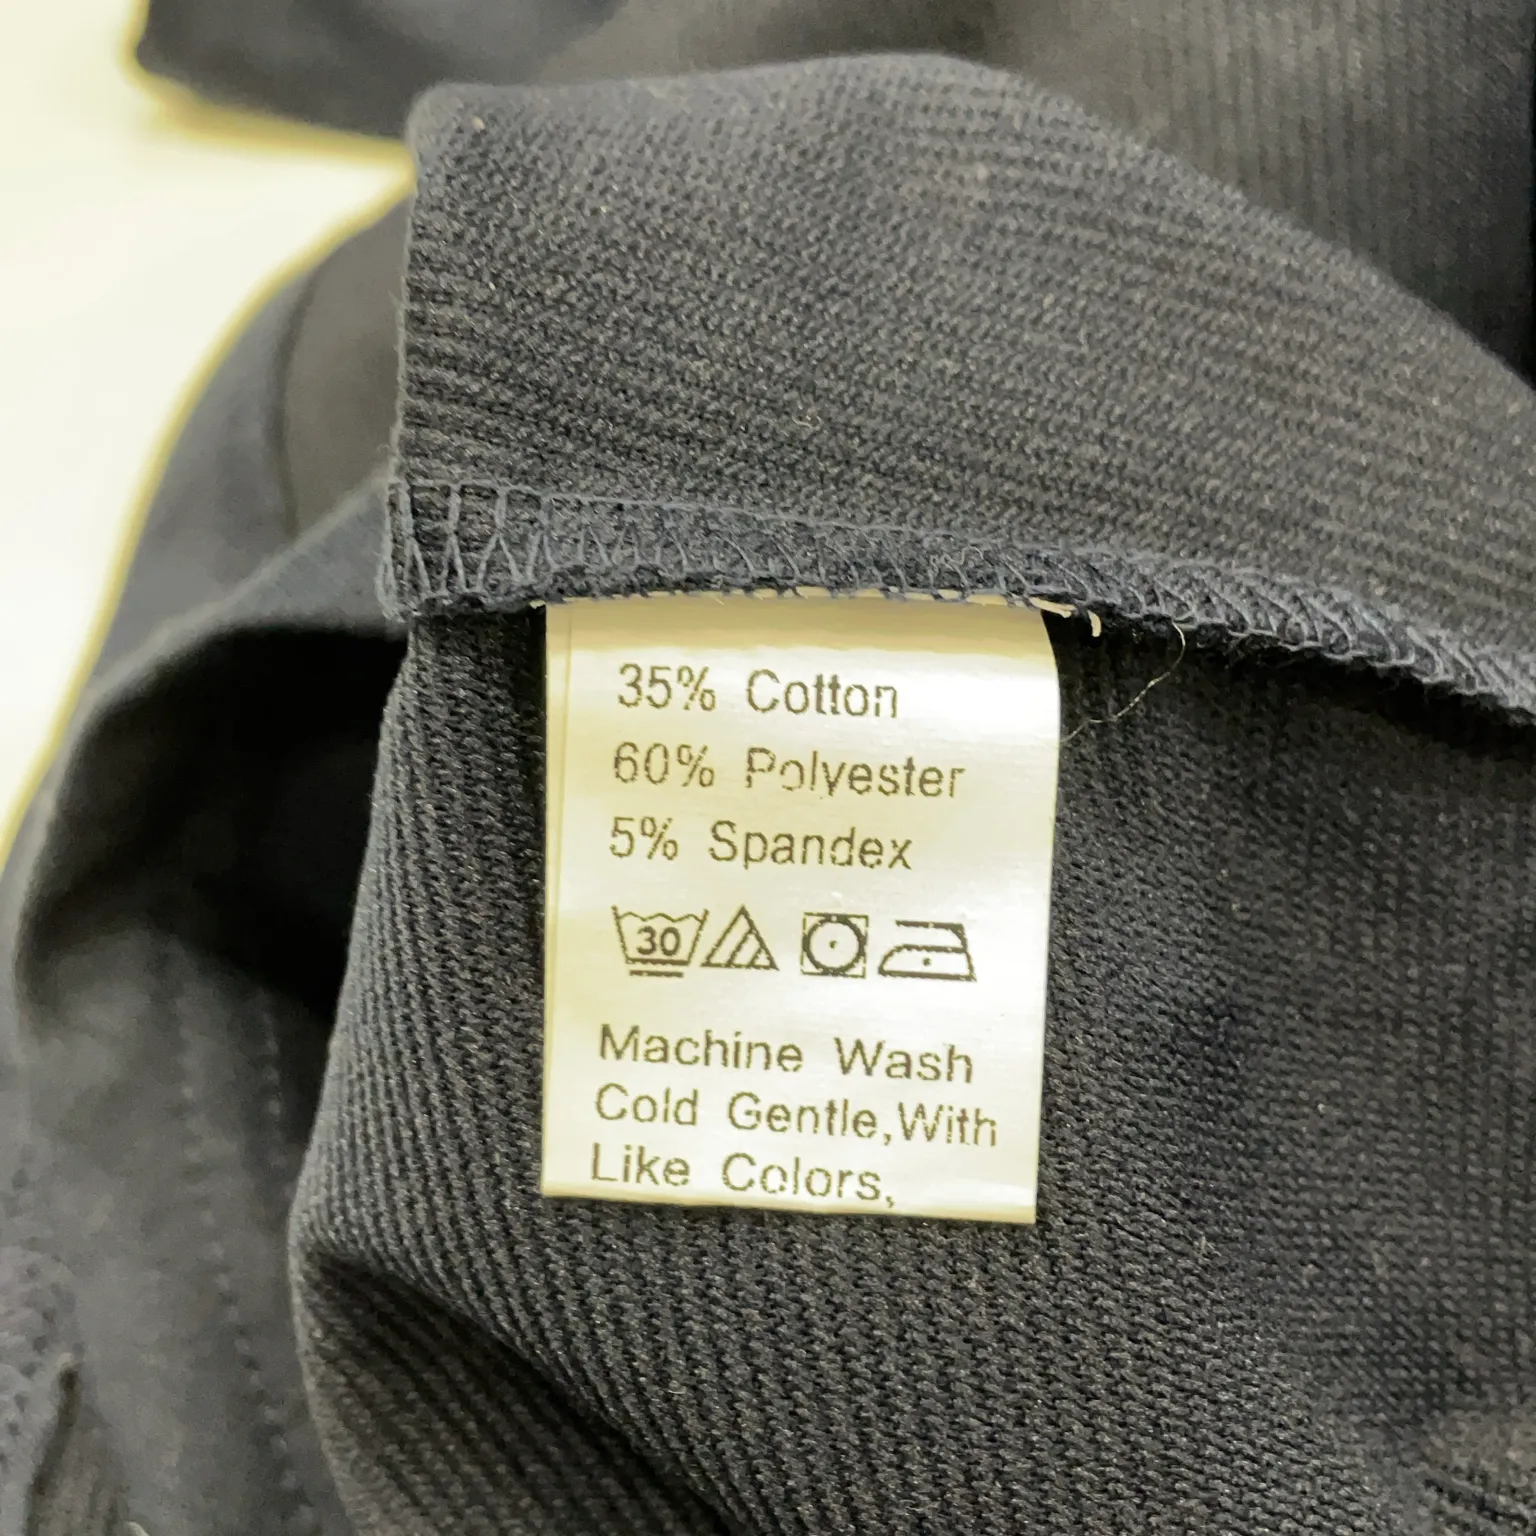 35% Cotton
60% Polyester
5% Spandex
30
Machine Wash
Cold Gentle,With
Like Colors,